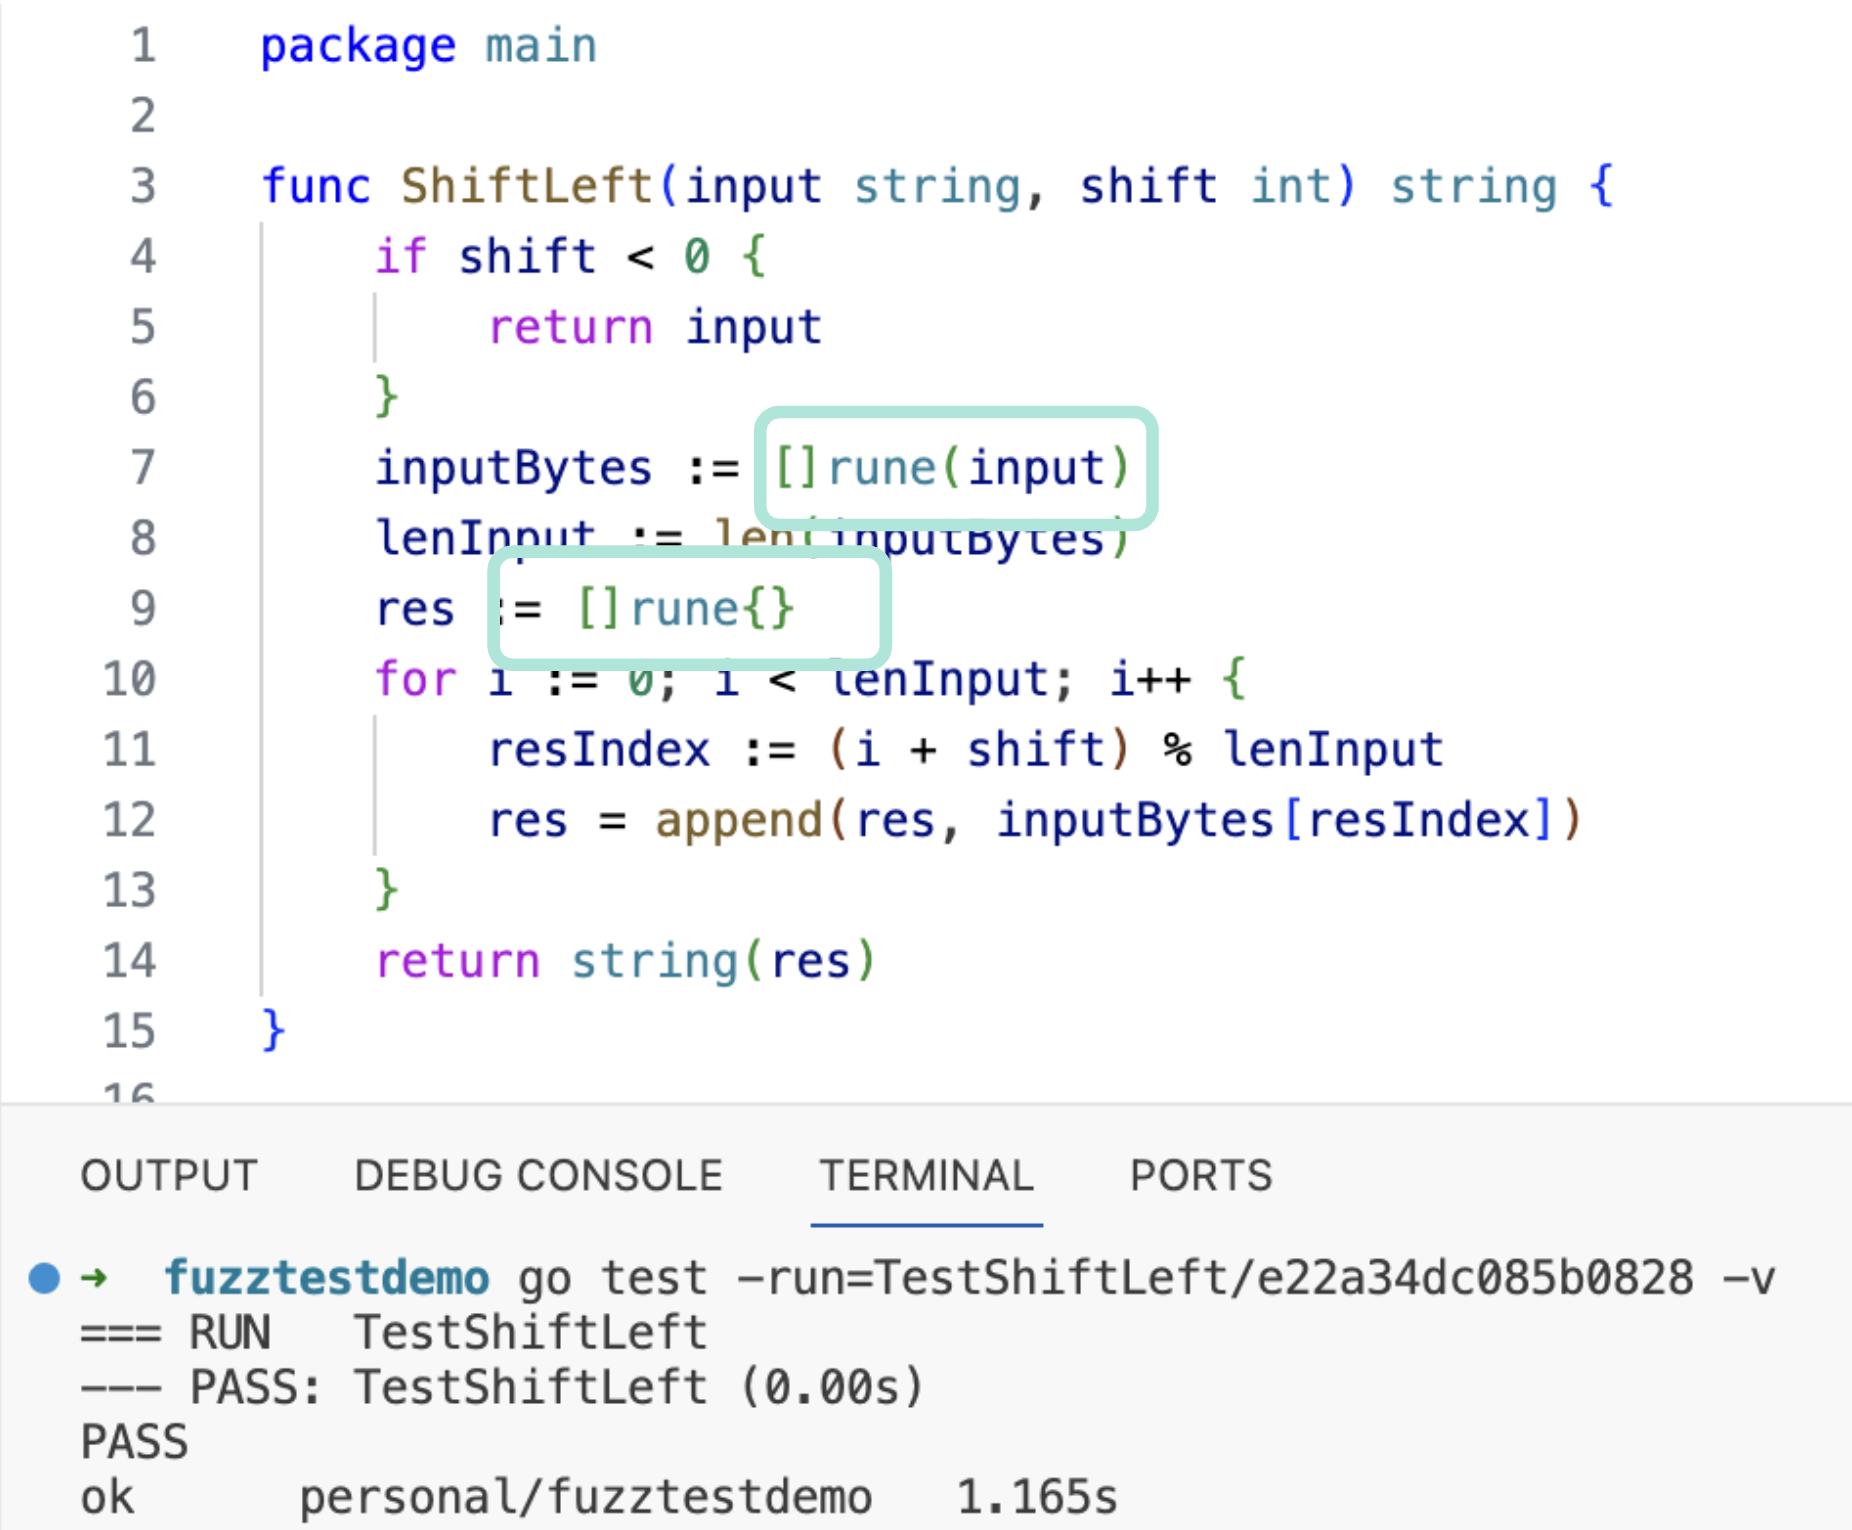 1 package main
2
3 func ShiftLeft(input string, shift int) string {
4 if shift < 0 {
5 return input
6 }
7 inputBytes := []rune(input)
8 lenInput := len(inputBytes)
9 res := []rune{}
10 for i := 0; i < lenInput; i++ {
11 resIndex := (i + shift) % lenInput
12 res = append(res, inputBytes[resIndex])
13 }
14 return string(res)
15 }
16
OUTPUT DEBUG CONSOLE TERMINAL PORTS
➜ fuzztestdemo go test -run=TestShiftLeft/e22a34dc085b0828 -v
=== RUN TestShiftLeft
--- PASS: TestShiftLeft (0.00s)
PASS
ok personal/fuzztestdemo 1.165s